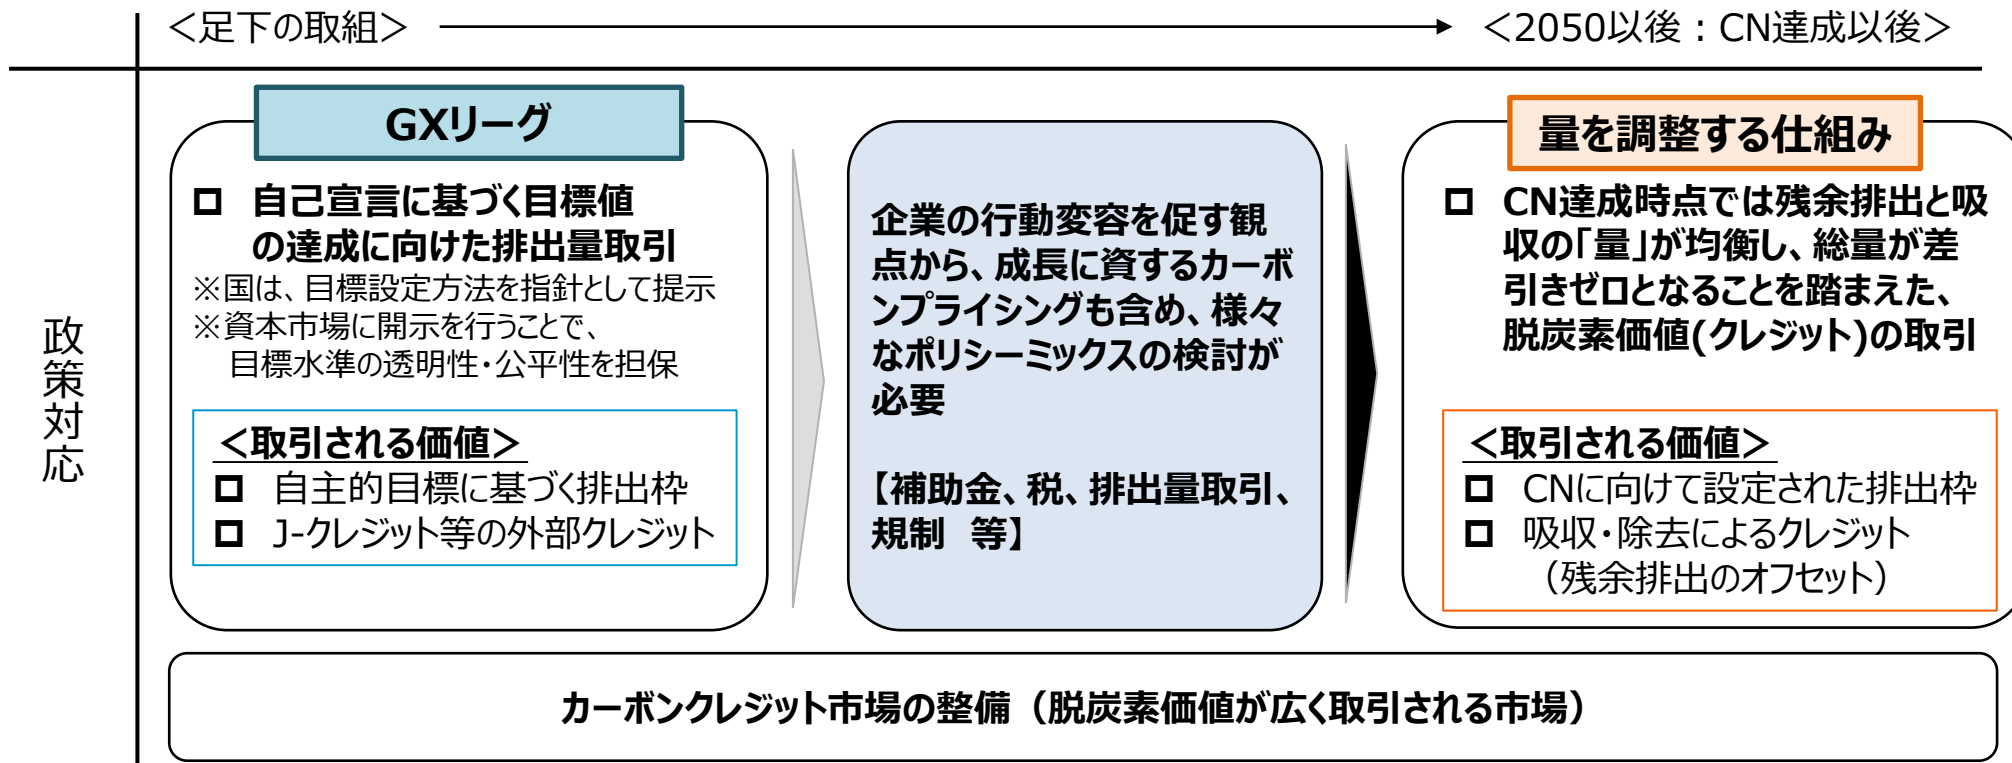 ＜足下の取組＞
＜2050以後：CN達成以後＞
政策対応
GXリーグ
□ 自己宣言に基づく目標値
の達成に向けた排出量取引
※国は、目標設定方法を指針として提示
※資本市場に開示を行うことで、
目標水準の透明性・公平性を担保
＜取引される価値＞
□ 自主的目標に基づく排出枠
□ J-クレジット等の外部クレジット
企業の行動変容を促す観
点から、成長に資するカーボ
ンプライシングも含め、様々
なポリシーミックスの検討が
必要
【補助金、税、排出量取引、
規制　等】
量を調整する仕組み
□ CN達成時点では残余排出と吸
収の「量」が均衡し、総量が差
引きゼロとなることを踏まえた、
脱炭素価値(クレジット)の取引
＜取引される価値＞
□ CNに向けて設定された排出枠
□ 吸収・除去によるクレジット
（残余排出のオフセット）
カーボンクレジット市場の整備（脱炭素価値が広く取引される市場）